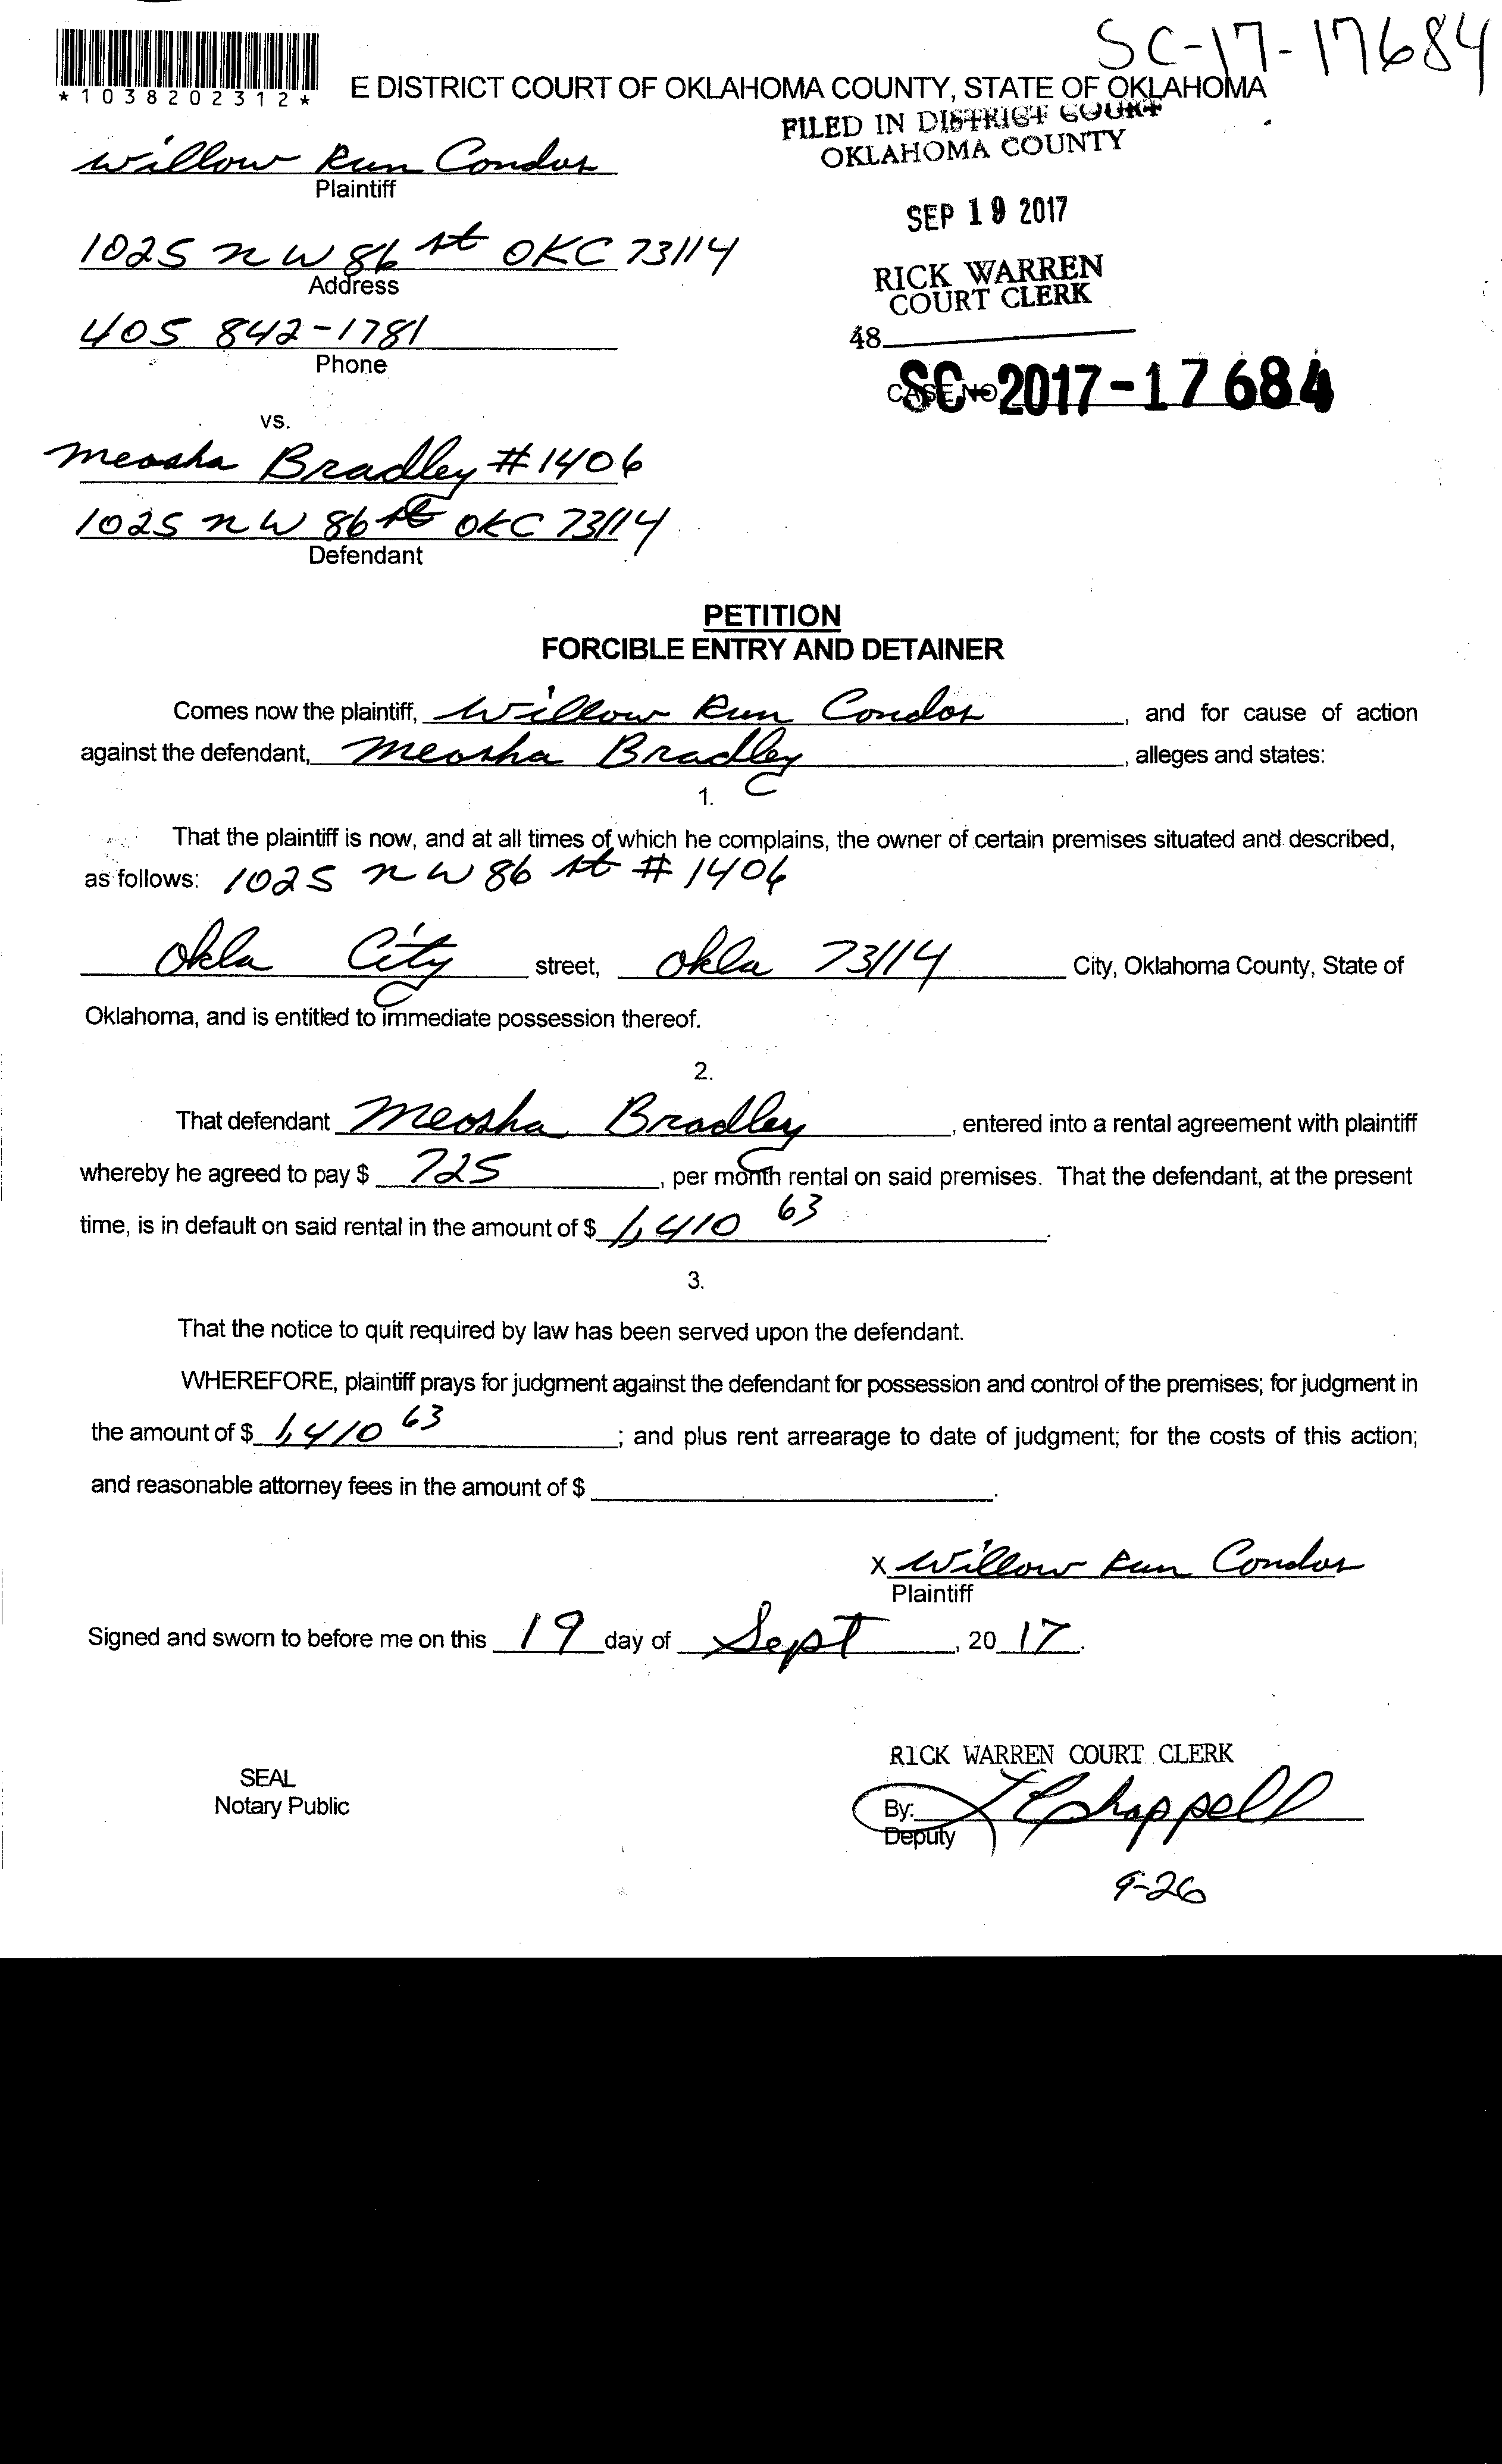 SC-17-17684
*1038202312*
E DISTRICT COURT OF OKLAHOMA COUNTY, STATE OF OKLAHOMA
FILED IN DISTRICT COURT
OKLAHOMA COUNTY
Willow Run Condos
Plaintiff
SEP 19 2017
1025 NW 86 st OKC 73114
Address
RICK WARREN
COURT CLERK
405 842-1781
Phone
48
CASE NO
SC-2017-17684
vs.
Meosha Bradley #1406
1025 NW 86 st OKC 73114
Defendant
PETITION
FORCIBLE ENTRY AND DETAINER
Comes now the plaintiff, Willow Run Condos, and for cause of action
against the defendant, Meosha Bradley, alleges and states:
1.
That the plaintiff is now, and at all times of which he complains, the owner of certain premises situated and described,
as follows: 1025 NW 86 st # 1406
Okla City street, Okla 73114 City, Oklahoma County, State of
Oklahoma, and is entitled to immediate possession thereof.
2.
That defendant Meosha Bradley, entered into a rental agreement with plaintiff
whereby he agreed to pay $ 725, per month rental on said premises. That the defendant, at the present
time, is in default on said rental in the amount of $ 1,410 63.
3.
That the notice to quit required by law has been served upon the defendant.
WHEREFORE, plaintiff prays for judgment against the defendant for possession and control of the premises; for judgment in
the amount of $ 1,410 63; and plus rent arrearage to date of judgment; for the costs of this action;
and reasonable attorney fees in the amount of $ .
X Willow Run Condos
Plaintiff
Signed and sworn to before me on this 19 day of Sept, 20 17.
RICK WARREN COURT CLERK
SEAL
Notary Public
By: Chappell
Deputy
9-26